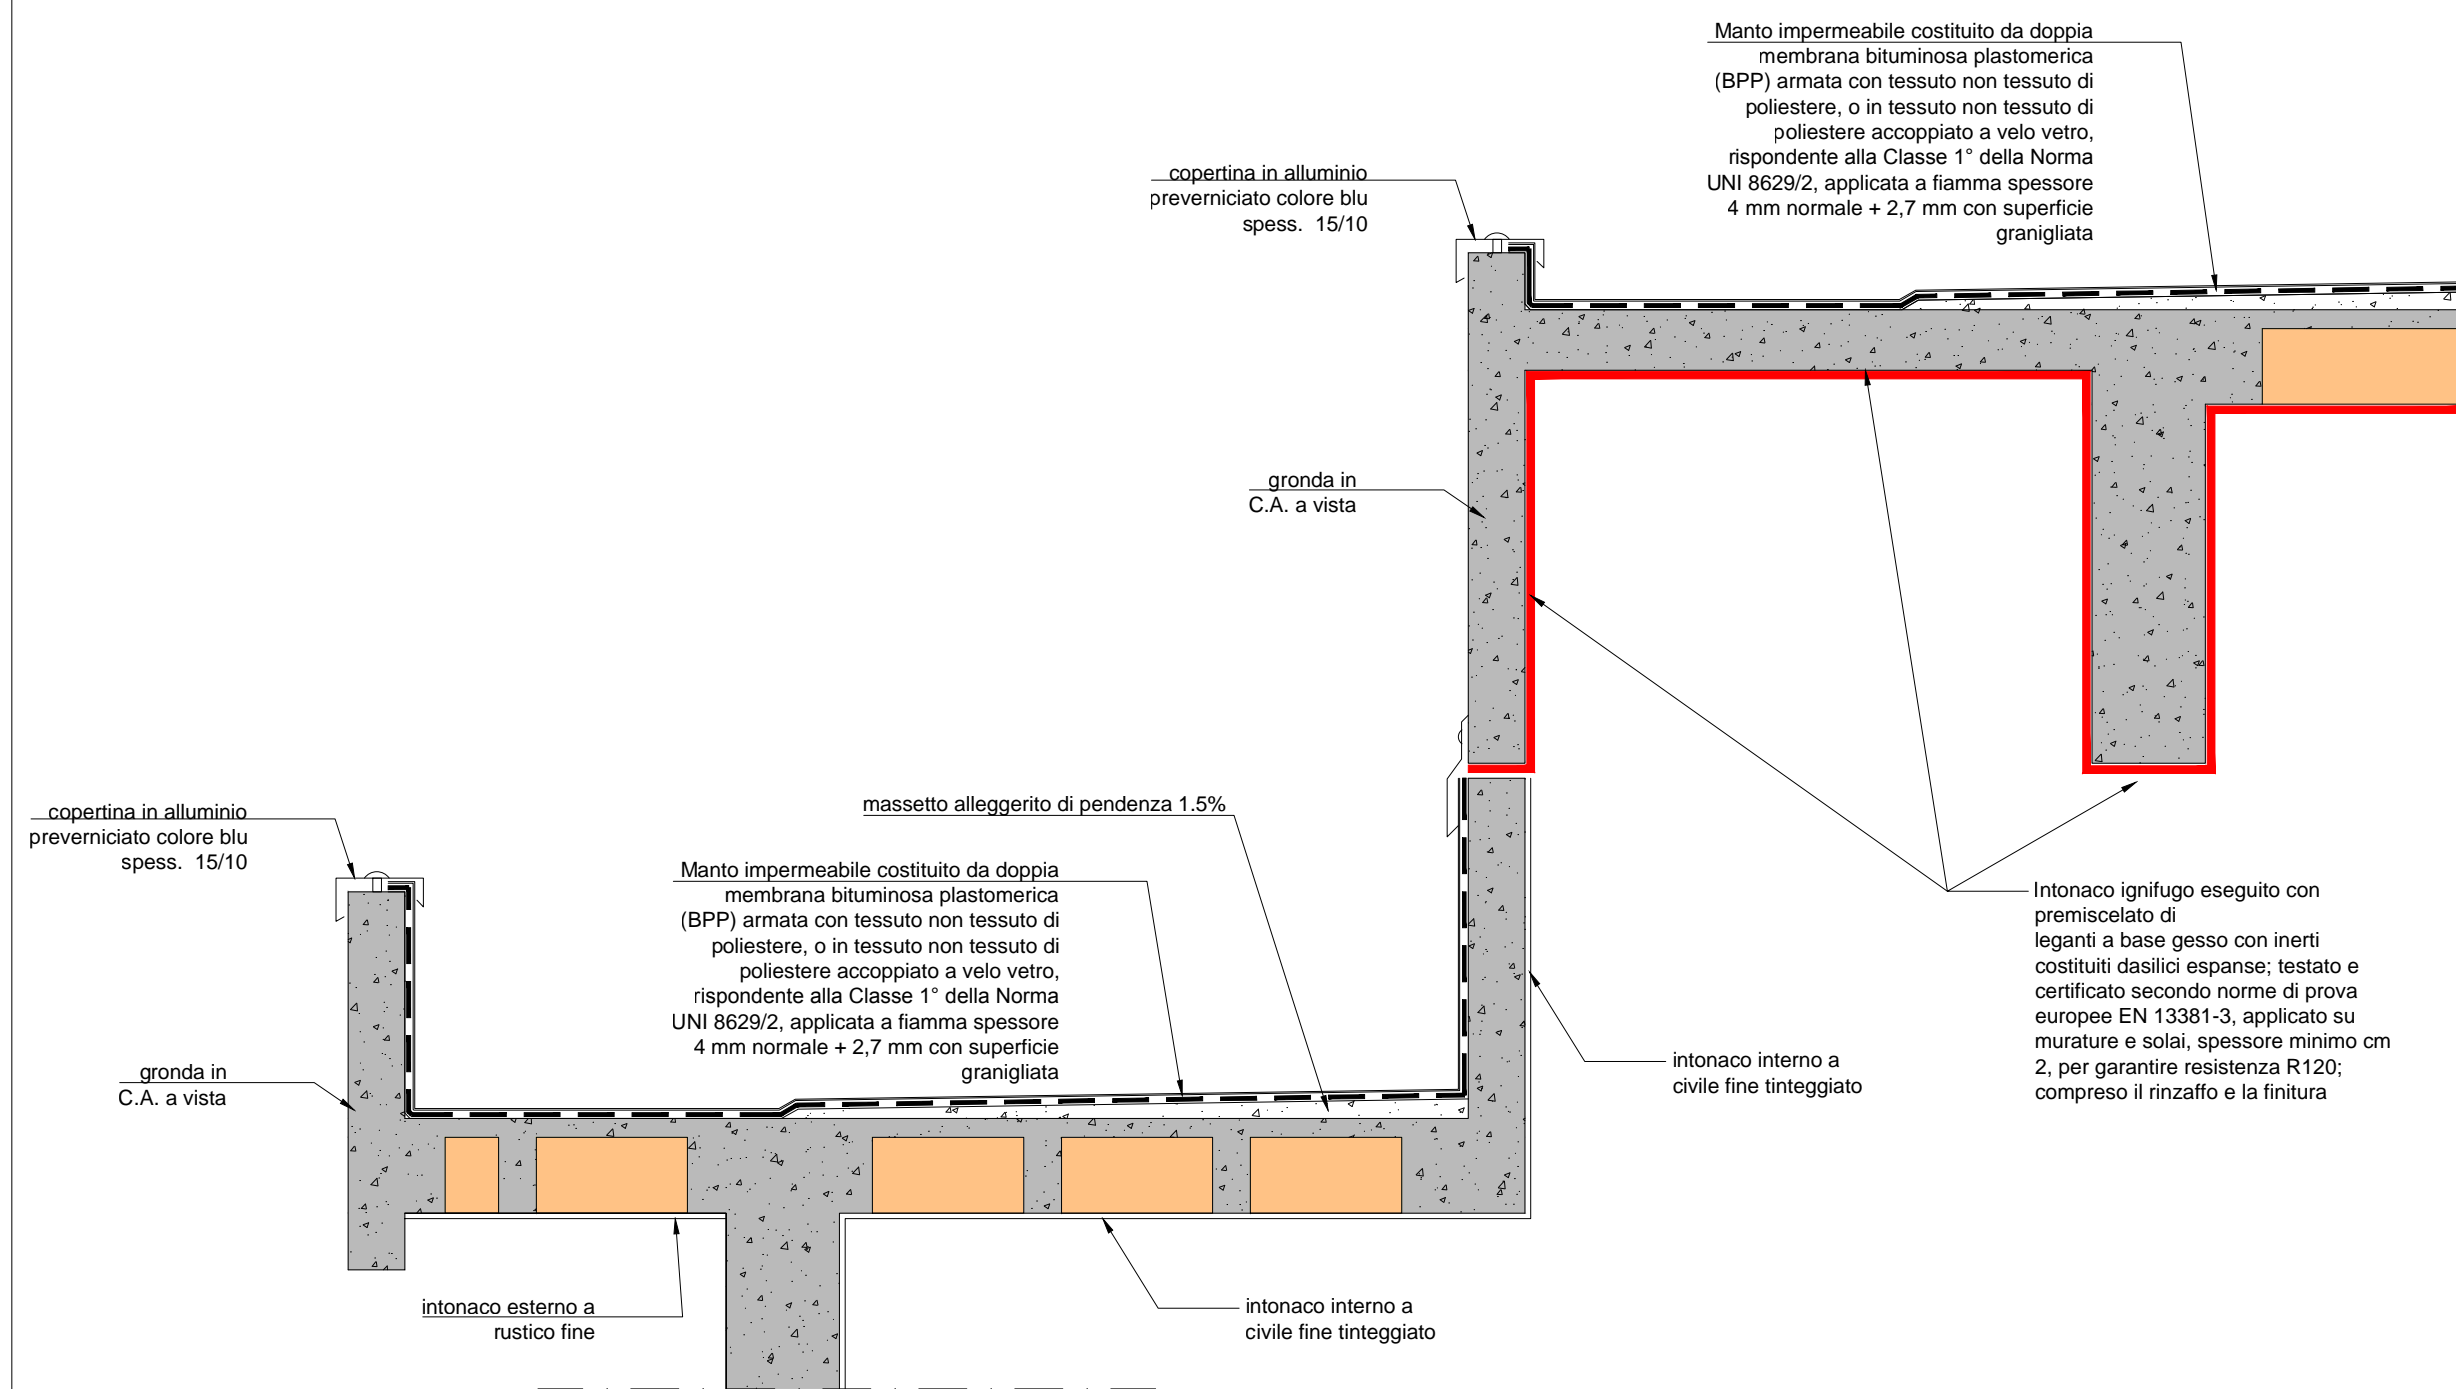 Manto impermeabile costituito da doppia
membrana bituminosa plastomerica
(BPP) armata con tessuto non tessuto di
poliestere, o in tessuto non tessuto di
poliestere accoppiato a velo vetro,
rispondente alla Classe 1° della Norma
UNI 8629/2, applicata a fiamma spessore
4 mm normale + 2,7 mm con superficie
granigliata
copertina in alluminio
preverniciato colore blu
spess. 15/10
gronda in
C.A. a vista
copertina in alluminio
preverniciato colore blu
spess. 15/10
massetto alleggerito di pendenza 1.5%
Manto impermeabile costituito da doppia
membrana bituminosa plastomerica
(BPP) armata con tessuto non tessuto di
poliestere, o in tessuto non tessuto di
poliestere accoppiato a velo vetro,
rispondente alla Classe 1° della Norma
UNI 8629/2, applicata a fiamma spessore
4 mm normale + 2,7 mm con superficie
granigliata
Intonaco ignifugo eseguito con
premiscelato di
leganti a base gesso con inerti
costituiti dasilici espanse; testato e
certificato secondo norme di prova
europee EN 13381-3, applicato su
murature e solai, spessore minimo cm
2, per garantire resistenza R120;
compreso il rinzaffo e la finitura
intonaco interno a
civile fine tinteggiato
gronda in
C.A. a vista
intonaco esterno a
rustico fine
intonaco interno a
civile fine tinteggiato